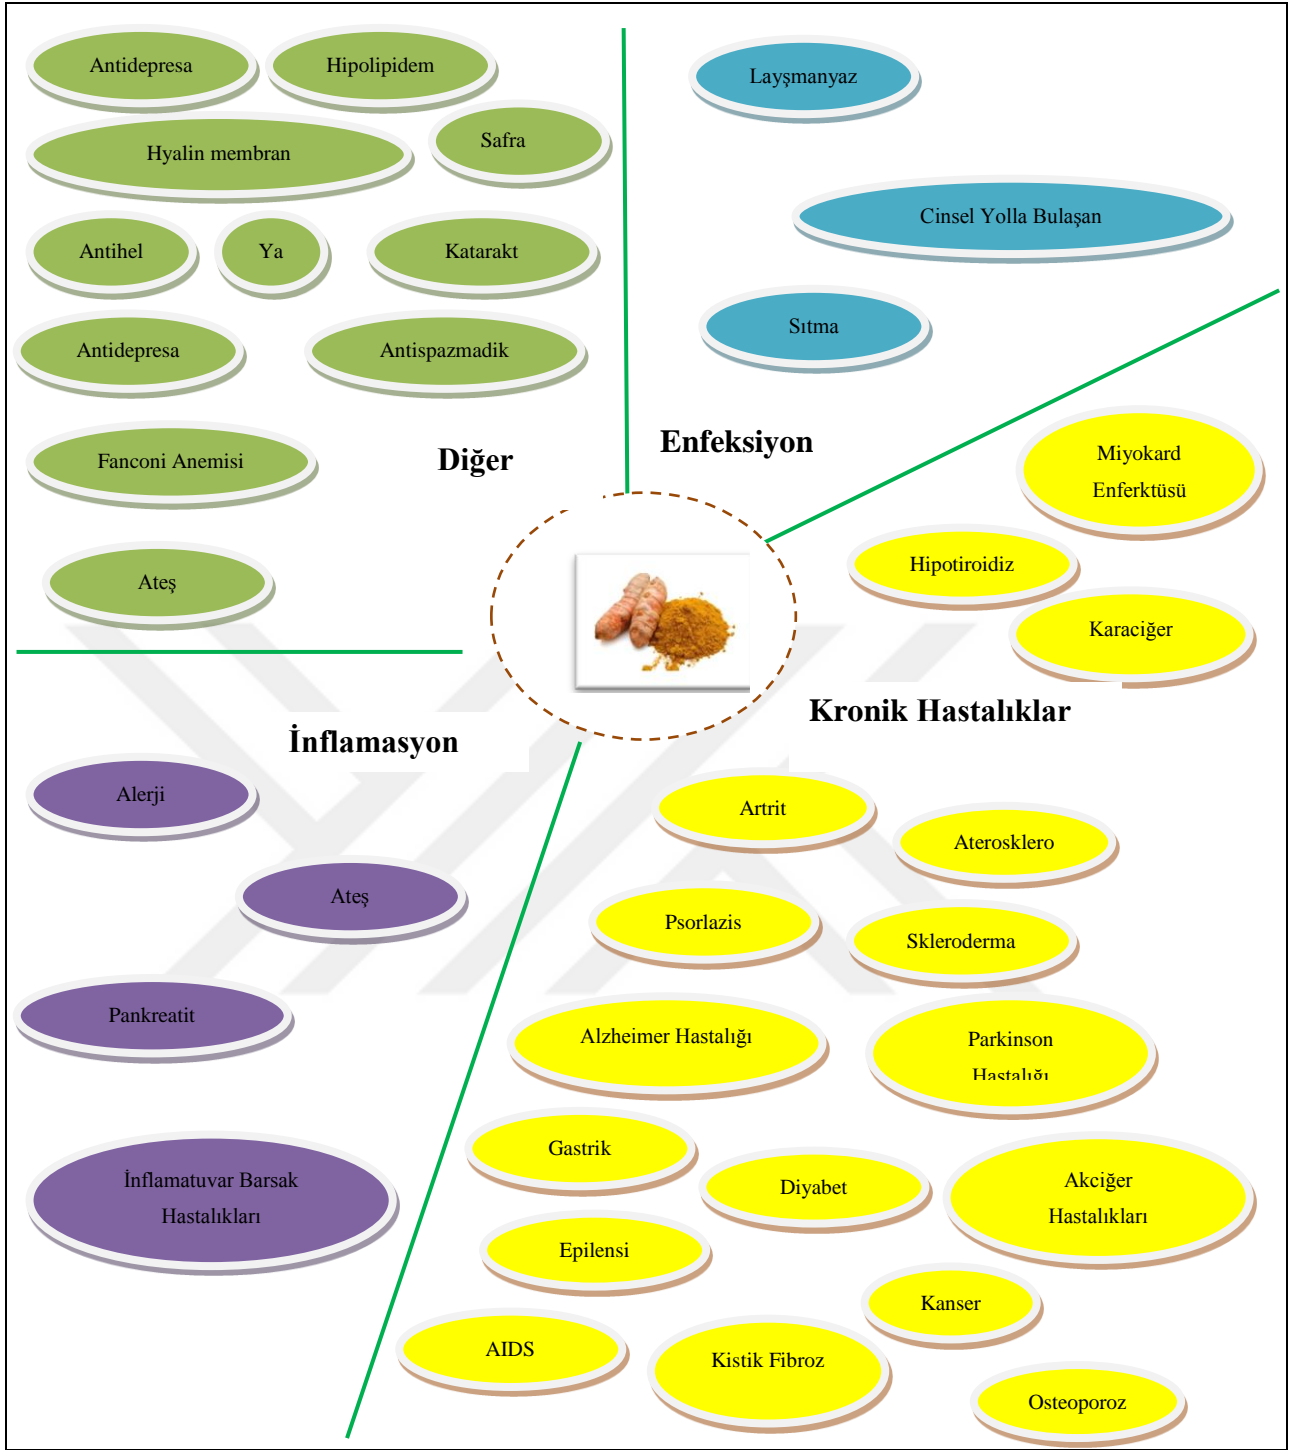 Antidepresa
Hipolipidem
Hyalin membran
Safra
Antihel
Ya
Katarakt
Antidepresa
Antispazmadik
Fanconi Anemisi
Diğer
Ateş
Layşmanyaz
Cinsel Yolla Bulaşan
Sıtma
Enfeksiyon
Miyokard
Enferktüsü
Hipotiroidiz
Karaciğer
Kronik Hastalıklar
İnflamasyon
Alerji
Ateş
Pankreatit
İnflamatuvar Barsak
Hastalıkları
Artrit
Aterosklero
Psorlazis
Skleroderma
Alzheimer Hastalığı
Parkinson
Hastalığı
Gastrik
Diyabet
Akciğer
Hastalıkları
Epilensi
Kanser
AIDS
Kistik Fibroz
Osteoporoz